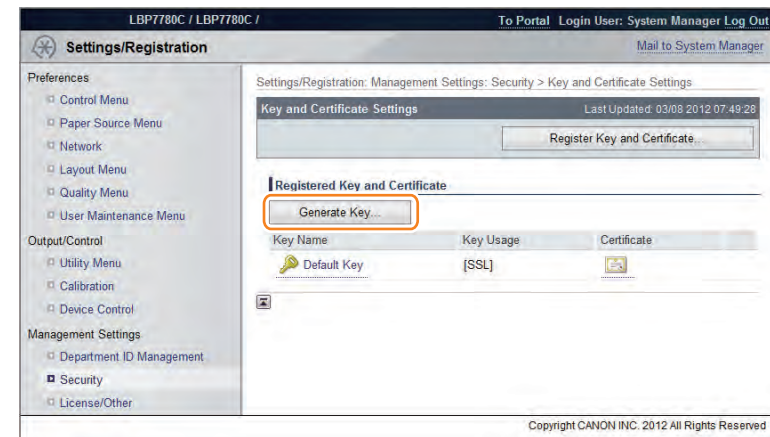 LBP7780C / LBP7780C / To Portal Login User: System Manager Log Out
Settings/Registration Mail to System Manager
Preferences
Control Menu
Paper Source Menu
Network
Layout Menu
Quality Menu
User Maintenance Menu
Output/Control
Utility Menu
Calibration
Device Control
Management Settings
Department ID Management
Security
License/Other
Settings/Registration: Management Settings: Security > Key and Certificate Settings
Key and Certificate Settings Last Updated: 03/08 2012 07:49:28
Register Key and Certificate...
Registered Key and Certificate
Generate Key...
Key Name Key Usage Certificate
Default Key [SSL]
Copyright CANON INC. 2012 All Rights Reserved